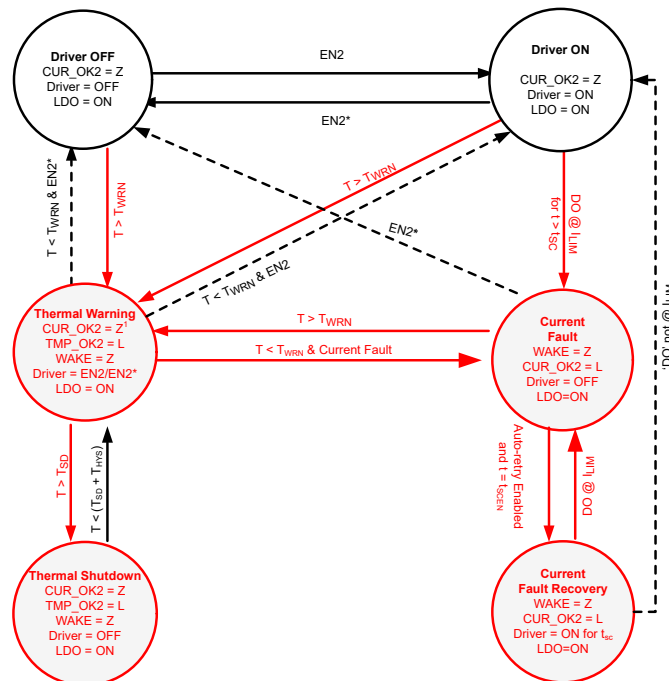 Driver OFF
CUR_OK2 = Z
Driver = OFF
LDO = ON
EN2
EN2*
Driver ON
CUR_OK2 = Z
Driver = ON
LDO = ON
T < TWRN & EN2*
T > TWRN
T > TWRN
T < TWRN & EN2
EN2*
DO @ ILIM
for t > tSC
'DO' not @ ILIM
Thermal Warning
CUR_OK2 = Z¹
TMP_OK2 = L
WAKE = Z
Driver = EN2/EN2*
LDO = ON
T > TWRN
T < TWRN & Current Fault
Current
Fault
WAKE = Z
CUR_OK2 = L
Driver = OFF
LDO=ON
T > TSD
T < (TSD + THYS)
Auto-retry Enabled
and t = tSCEN
DO @ ILIM
Thermal Shutdown
CUR_OK2 = Z
TMP_OK2 = L
WAKE = Z
Driver = OFF
LDO = ON
Current
Fault Recovery
WAKE = Z
CUR_OK2 = L
Driver = ON for tsc
LDO=ON